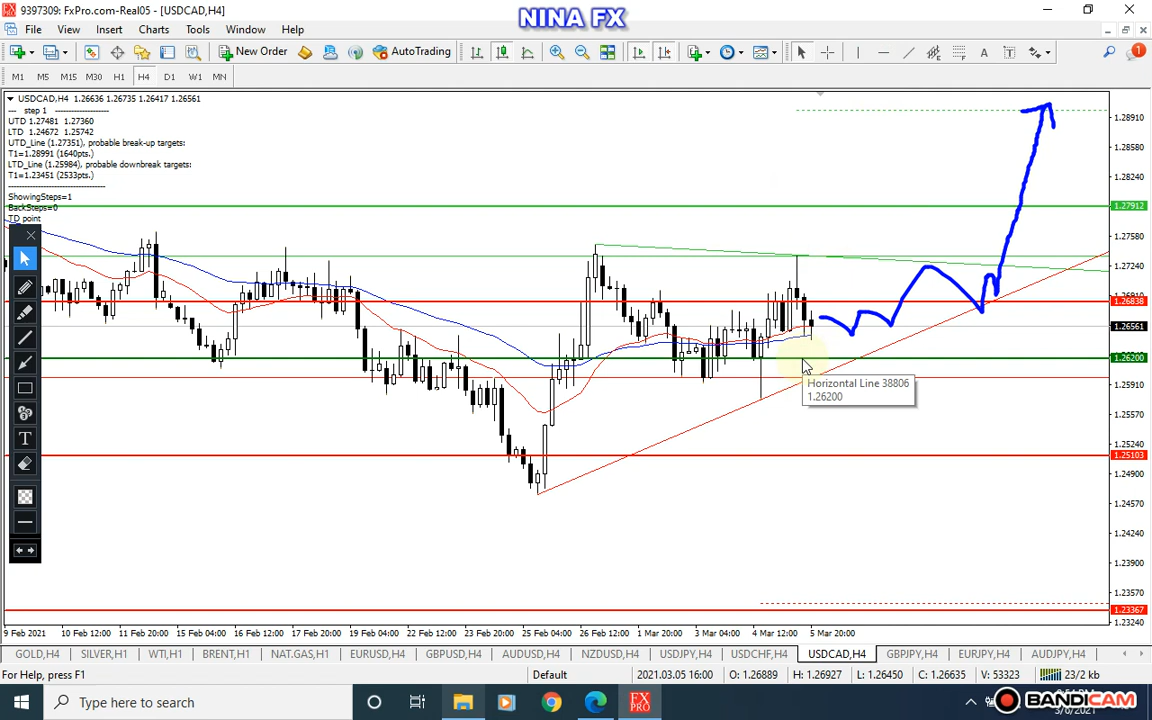 9397309: FxPro.com-Real05 - [USDCAD,H4]
NINA FX
File View Insert Charts Tools Window Help
New Order AutoTrading
M1 M5 M15 M30 H1 H4 D1 W1 MN
USDCAD,H4 1.26636 1.26735 1.26417 1.26561
--- step 1 --------------------
UTD 1.27481 1.27360
LTD 1.24672 1.25742
UTD_Line (1.27351), probable break-up targets:
T1=1.28991 (1640pts.)
LTD_Line (1.25984), probable downbreak targets:
T1=1.23451 (2533pts.)
ShowingSteps=1
BackSteps=0
TD point
1.28910
1.28580
1.28240
1.27912
1.27580
1.27240
1.26910
1.26838
1.26561
1.26200
1.25910
1.25570
1.25240
1.25103
1.24900
1.24570
1.24240
1.23900
1.23570
1.23367
1.23240
Horizontal Line 38806
1.26200
9 Feb 2021 10 Feb 12:00 11 Feb 20:00 15 Feb 04:00 16 Feb 12:00 17 Feb 20:00 19 Feb 04:00 22 Feb 12:00 23 Feb 20:00 25 Feb 04:00 26 Feb 12:00 1 Mar 20:00 3 Mar 04:00 4 Mar 12:00 5 Mar 20:00
GOLD,H4 SILVER,H1 WTI,H1 BRENT,H1 NAT.GAS,H1 EURUSD,H4 GBPUSD,H4 AUDUSD,H4 NZDUSD,H4 USDJPY,H4 USDCHF,H4 USDCAD,H4 GBPJPY,H4 EURJPY,H4 AUDJPY,H4
For Help, press F1 Default 2021.03.05 16:00 O: 1.26889 H: 1.26927 L: 1.26450 C: 1.26635 V: 53323 23/2 kb
Type here to search
BANDICAM